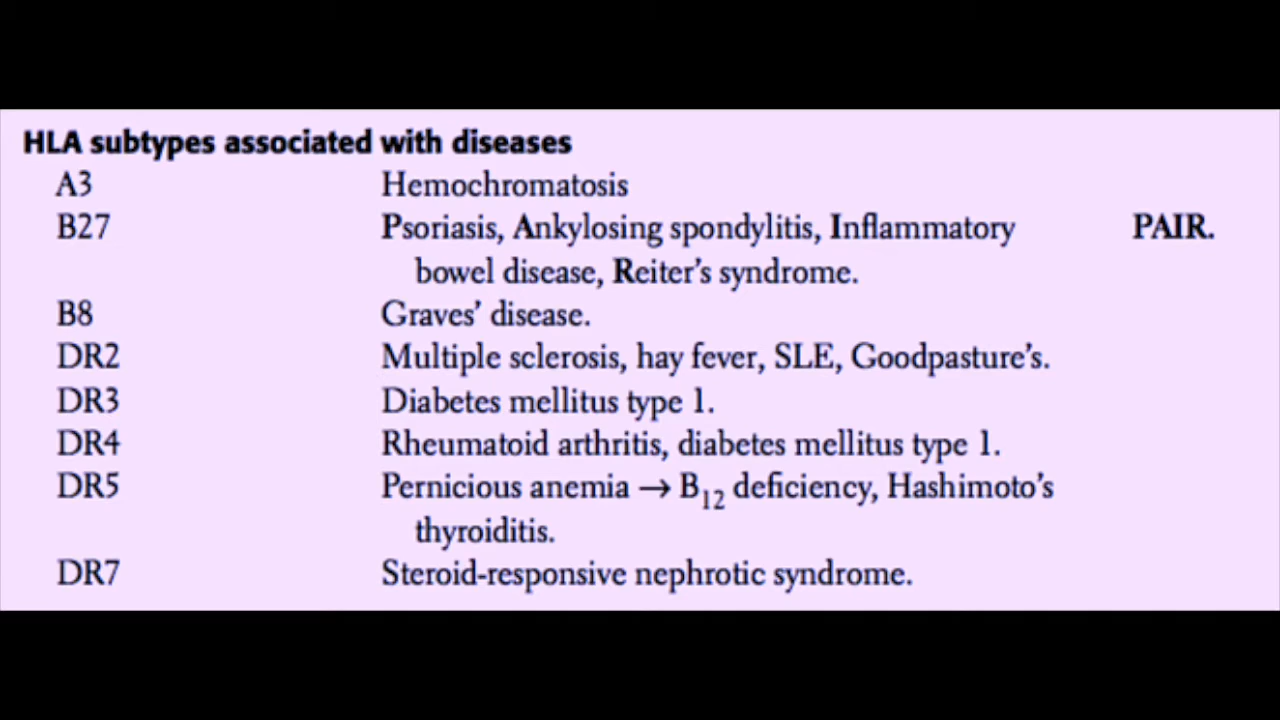 HLA subtypes associated with diseases
A3 Hemochromatosis
B27 Psoriasis, Ankylosing spondylitis, Inflammatory PAIR.
bowel disease, Reiter's syndrome.
B8 Graves' disease.
DR2 Multiple sclerosis, hay fever, SLE, Goodpasture's.
DR3 Diabetes mellitus type 1.
DR4 Rheumatoid arthritis, diabetes mellitus type 1.
DR5 Pernicious anemia → B12 deficiency, Hashimoto's
thyroiditis.
DR7 Steroid-responsive nephrotic syndrome.